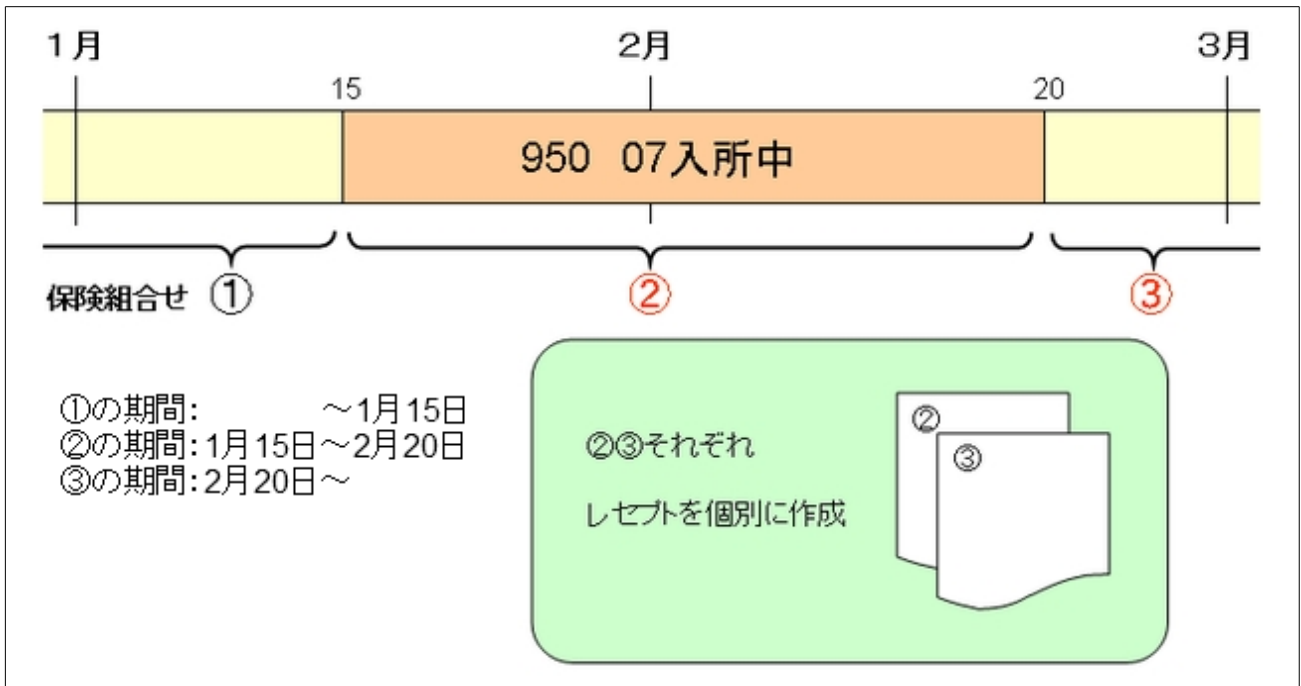 1月 2月 3月
15 20
950 07入所中
保険組合せ ① ② ③
①の期間: ～1月15日
②の期間:1月15日～2月20日
③の期間:2月20日～
②③それぞれ
レセプトを個別に作成
②
③